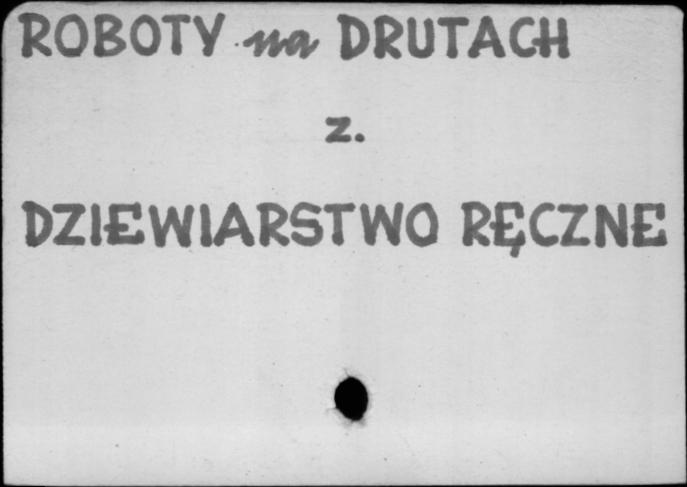 ROBOTY na DRUTACH
z.
DZIEWIARSTWO RĘCZNE